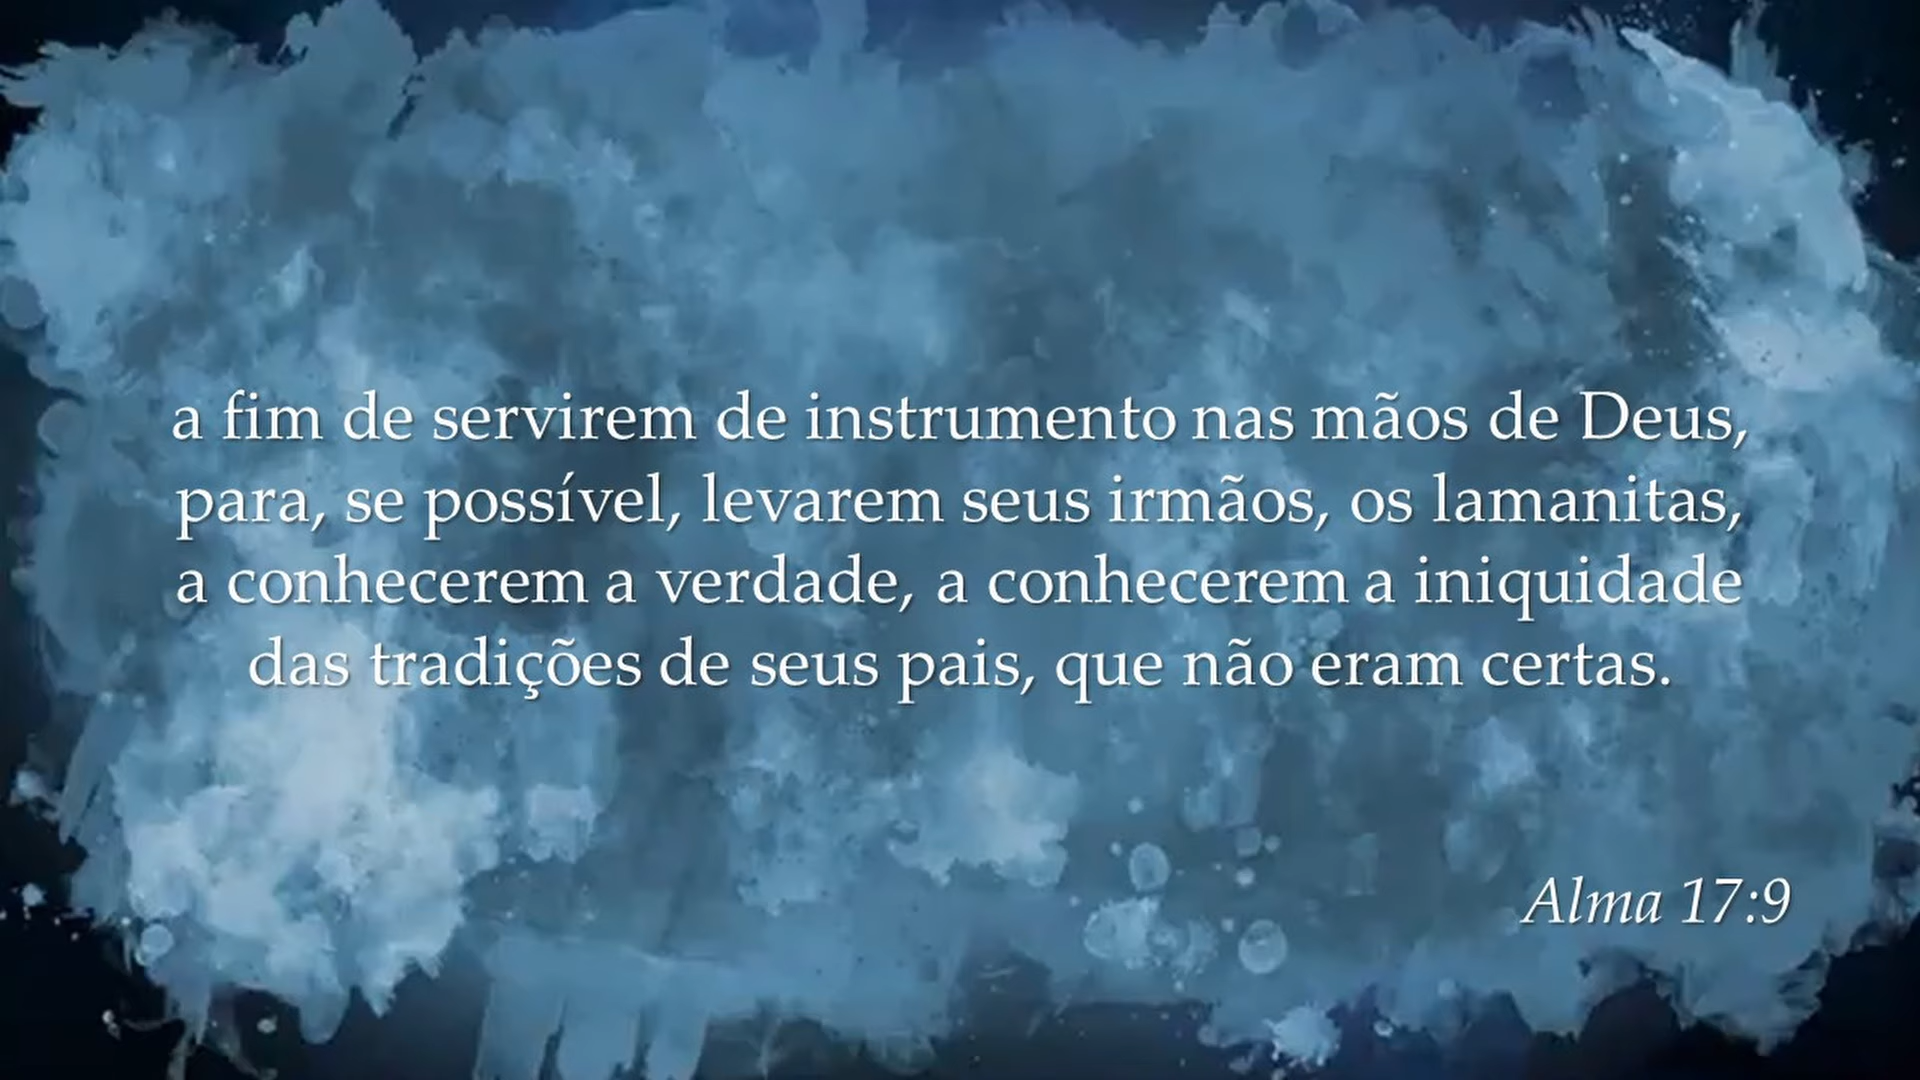 a fim de servirem de instrumento nas mãos de Deus,
para, se possível, levarem seus irmãos, os lamanitas,
a conhecerem a verdade, a conhecerem a iniquidade
das tradições de seus pais, que não eram certas.
Alma 17:9